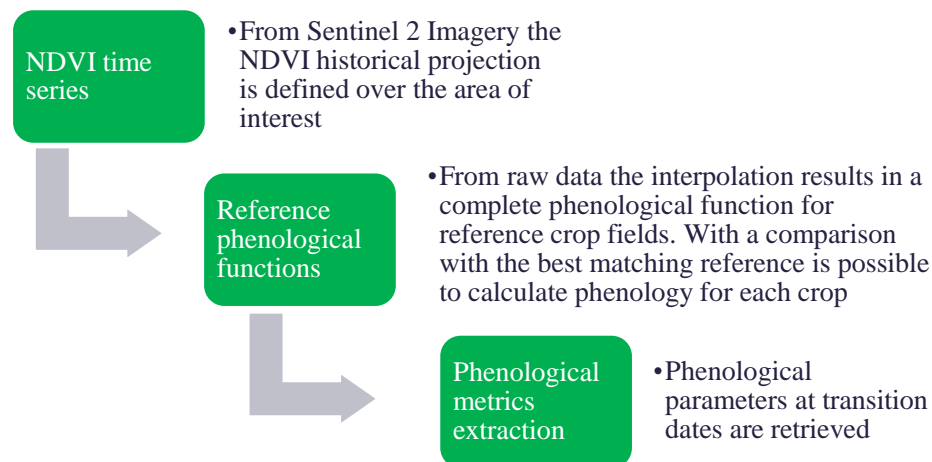 NDVI time
series
•From Sentinel 2 Imagery the
NDVI historical projection
is defined over the area of
interest
Reference
phenological
functions
•From raw data the interpolation results in a
complete phenological function for
reference crop fields. With a comparison
with the best matching reference is possible
to calculate phenology for each crop
Phenological
metrics
extraction
•Phenological
parameters at transition
dates are retrieved